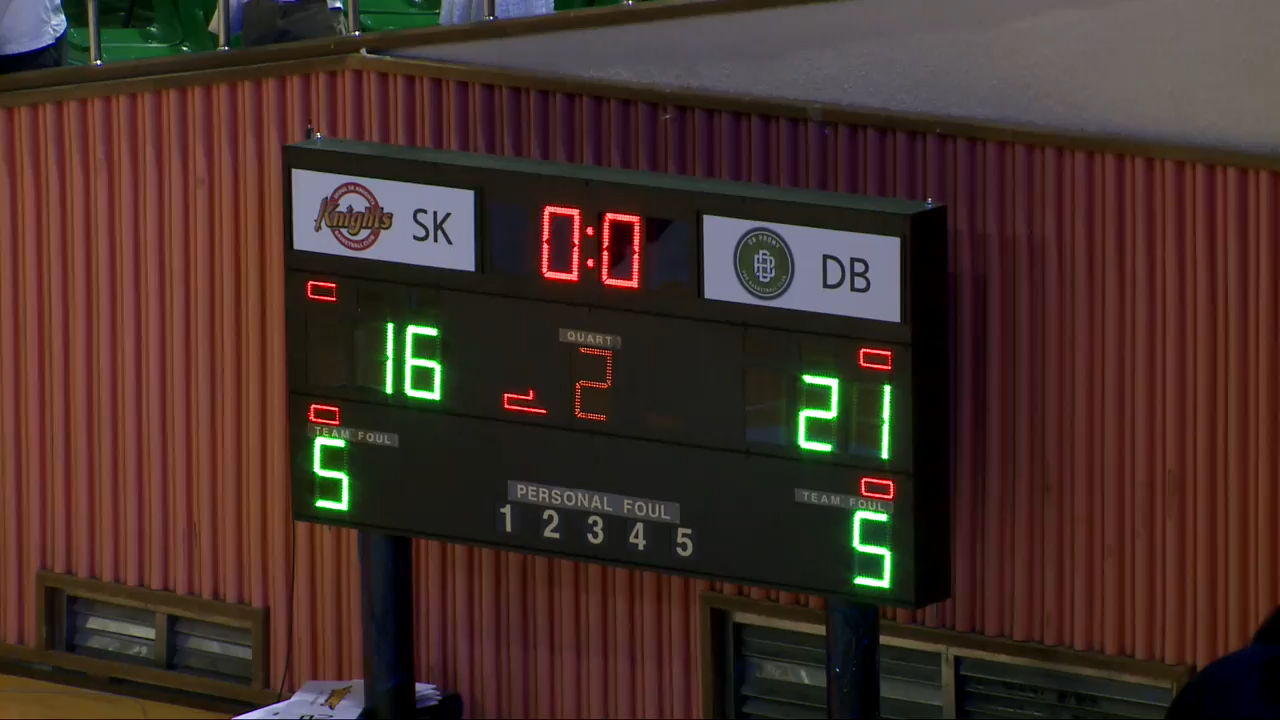 Knights SK
0:0
DB
16
QUART
2
21
TEAM FOUL
5
PERSONAL FOUL
1 2 3 4 5
TEAM FOUL
5